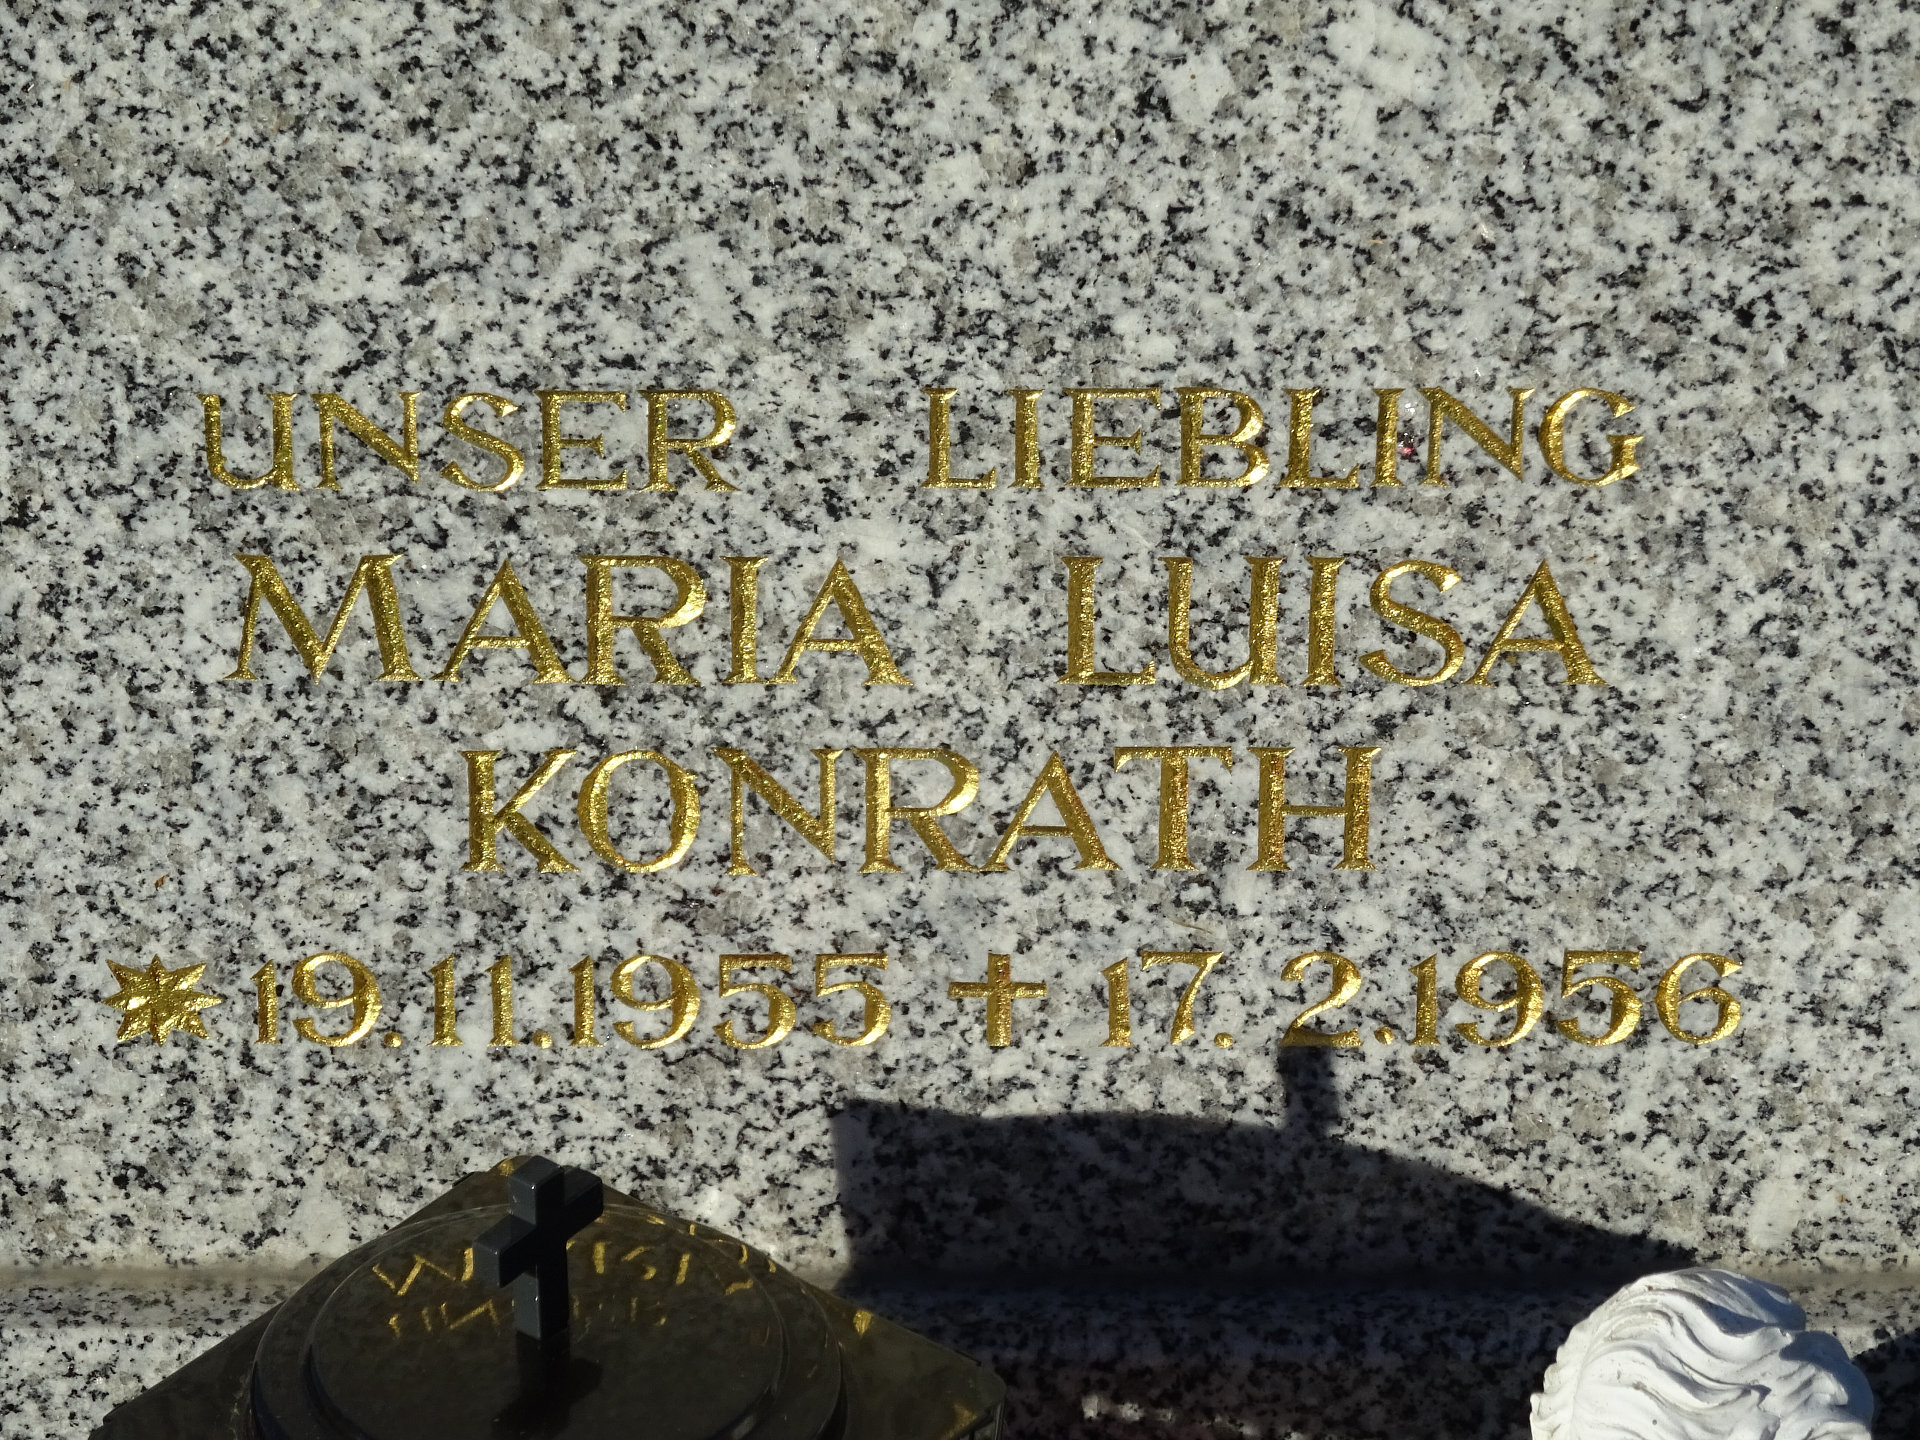 UNSER LIEBLING
MARIA LUISA
KONRATH
* 19.11.1955 + 17.2.1956